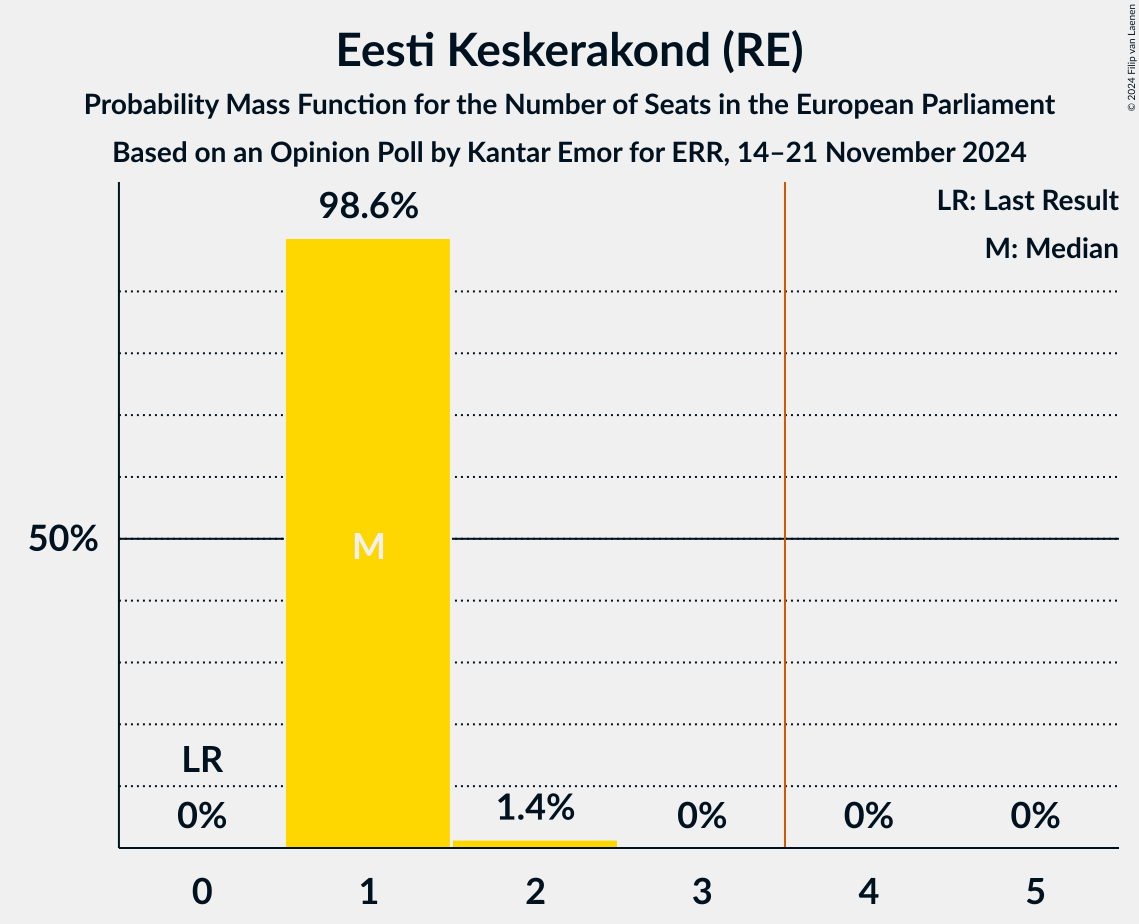 Eesti Keskerakond (RE)
Probability Mass Function for the Number of Seats in the European Parliament
Based on an Opinion Poll by Kantar Emor for ERR, 14–21 November 2024
© 2024 Filip van Laenen
LR: Last Result
M: Median
98.6%
50%
M
LR
0%
1.4%
0%
0%
0%
0
1
2
3
4
5